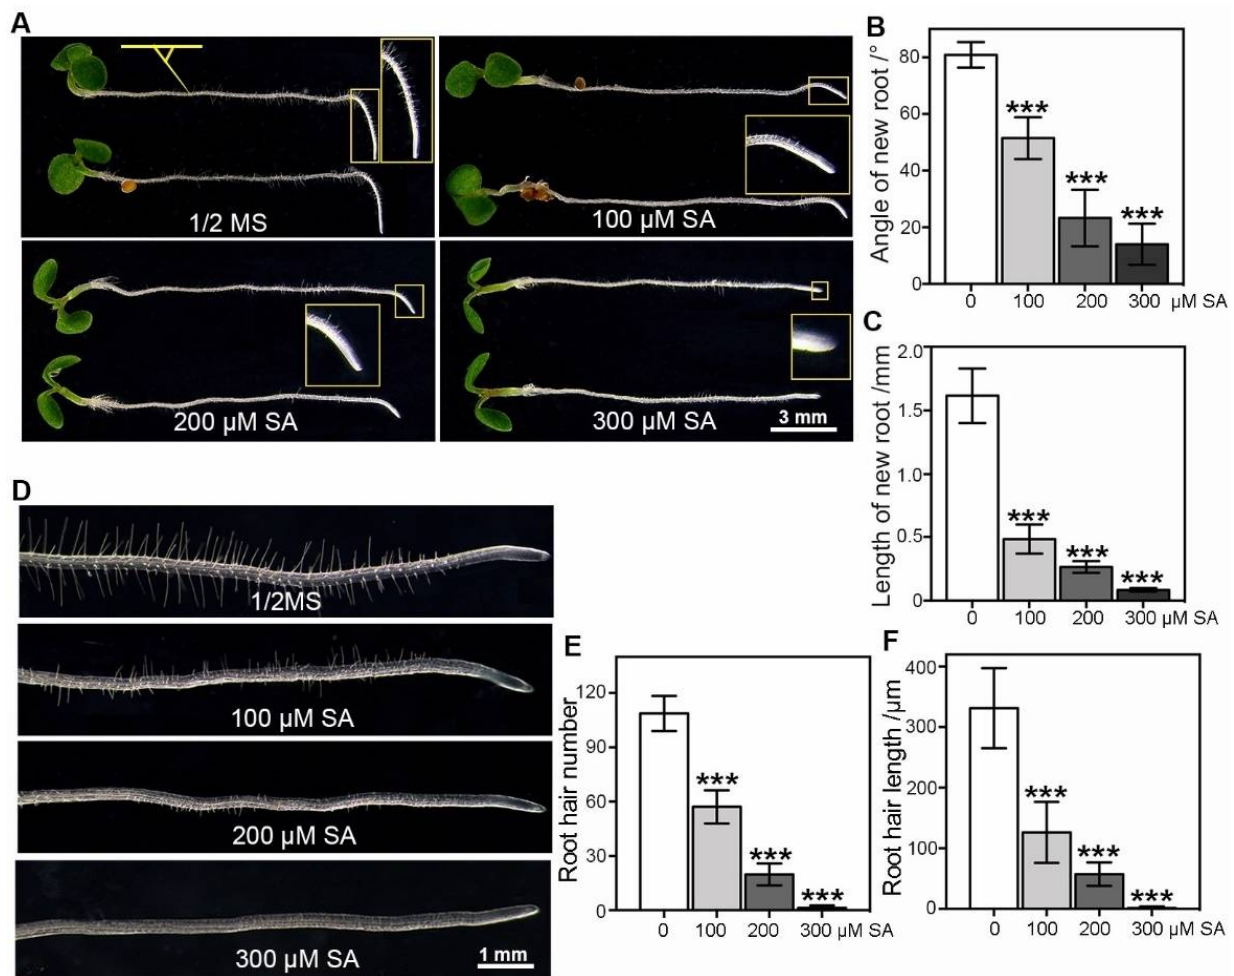 A
1/2 MS
100 µM SA
200 µM SA
300 µM SA
3 mm
B
Angle of new root /°
80
60
40
20
0
***
***
***
0 100 200 300 µM SA
C
Length of new root /mm
2.0
1.5
1.0
0.5
0
***
***
***
0 100 200 300 µM SA
D
1/2MS
100 µM SA
200 µM SA
300 µM SA
1 mm
E
Root hair number
120
90
60
30
0
***
***
***
0 100 200 300 µM SA
F
Root hair length /µm
400
300
200
100
0
***
***
***
0 100 200 300 µM SA